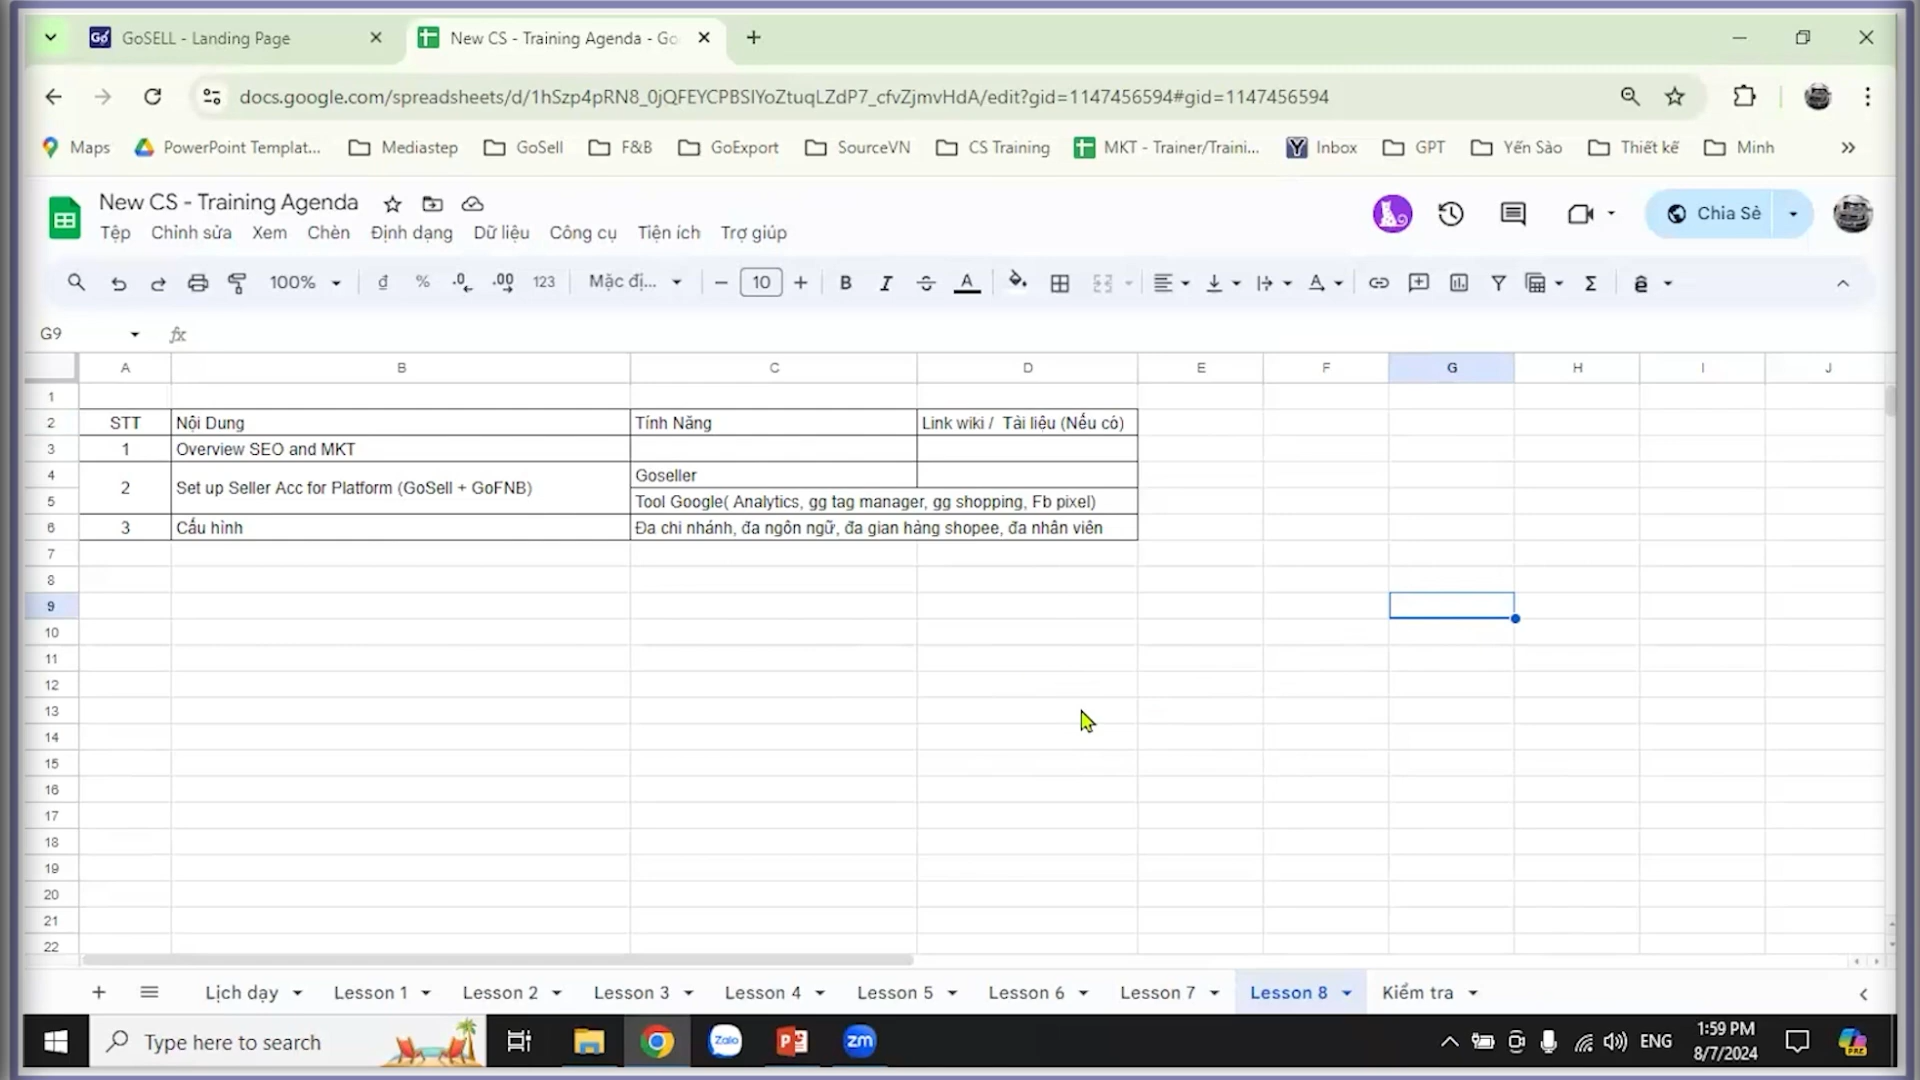 GoSELL - Landing Page
New CS - Training Agenda - Go
docs.google.com/spreadsheets/d/1hSzp4pRN8_0jQFEYCPBSIYoZtuqLZdP7_cfvZjmvHdA/edit?gid=1147456594#gid=1147456594
Maps PowerPoint Templat... Mediastep GoSell F&B GoExport SourceVN CS Training MKT - Trainer/Traini... Inbox GPT Yến Sào Thiết kế Minh
New CS - Training Agenda
Chia Sẻ
Tệp Chỉnh sửa Xem Chèn Định dạng Dữ liệu Công cụ Tiện ích Trợ giúp
100% đ % .0 .00 123 Mặc đị... 10 B I A
G9 fx
A B C D E F G H I J
1
2 STT Nội Dung Tính Năng Link wiki / Tài liệu (Nếu có)
3 1 Overview SEO and MKT
4 Goseller
2 Set up Seller Acc for Platform (GoSell + GoFNB)
5 Tool Google( Analytics, gg tag manager, gg shopping, Fb pixel)
6 3 Cấu hình Đa chi nhánh, đa ngôn ngữ, đa gian hàng shopee, đa nhân viên
7
8
9
10
11
12
13
14
15
16
17
18
19
20
21
22
Lịch dạy Lesson 1 Lesson 2 Lesson 3 Lesson 4 Lesson 5 Lesson 6 Lesson 7 Lesson 8 Kiểm tra
Type here to search Zalo zm ENG 1:59 PM
8/7/2024
PRE